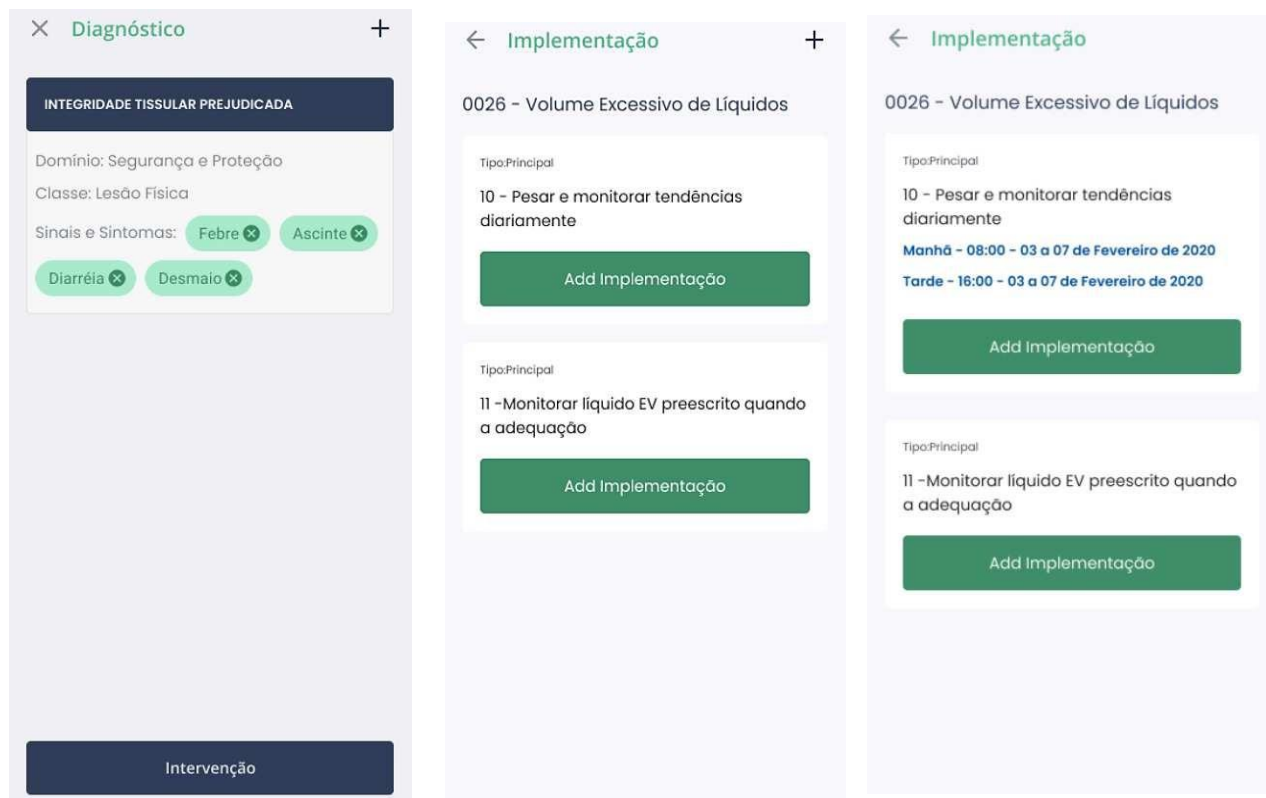 Diagnóstico
INTEGRIDADE TISSULAR PREJUDICADA
Domínio: Segurança e Proteção
Classe: Lesão Física
Sinais e Sintomas: Febre Ascinte
Diarréia Desmaio
Intervenção
Implementação
0026 - Volume Excessivo de Líquidos
Tipo:Principal
10 - Pesar e monitorar tendências
diariamente
Add Implementação
Tipo:Principal
11 -Monitorar líquido EV preescrito quando
a adequação
Add Implementação
Implementação
0026 - Volume Excessivo de Líquidos
Tipo:Principal
10 - Pesar e monitorar tendências
diariamente
Manhã - 08:00 - 03 a 07 de Fevereiro de 2020
Tarde - 16:00 - 03 a 07 de Fevereiro de 2020
Add Implementação
Tipo:Principal
11 -Monitorar líquido EV preescrito quando
a adequação
Add Implementação